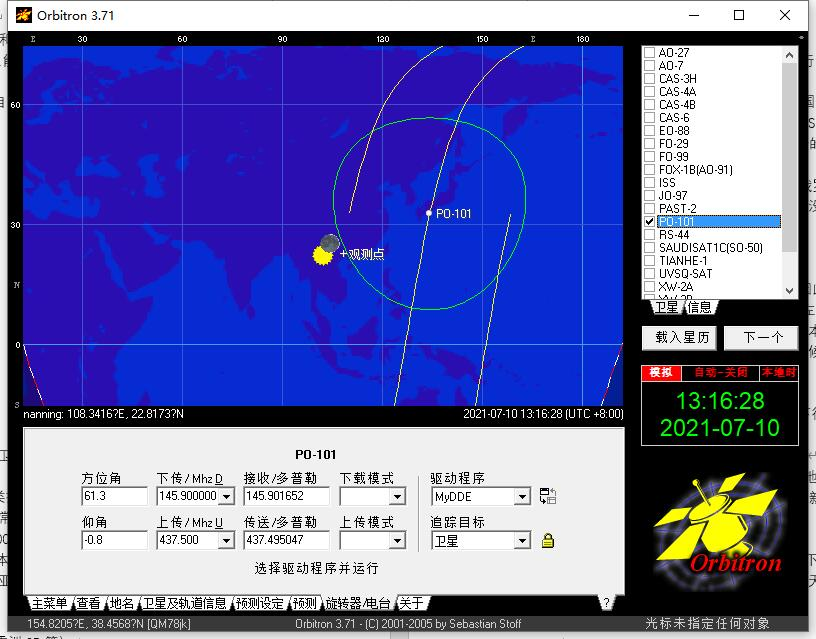 Orbitron 3.71
E 30 60 90 120 150 E 180
60
30
N
0
S
PO-101
+观测点
nanning: 108.3416?E, 22.8173?N
2021-07-10 13:16:28 (UTC +8:00)
AO-27
AO-7
CAS-3H
CAS-4A
CAS-4B
CAS-6
EO-88
FO-29
FO-99
FOX-1B(AO-91)
ISS
JO-97
PAST-2
PO-101
RS-44
SAUDISAT1C(SO-50)
TIANHE-1
UVSQ-SAT
XW-2A
XW-2B
卫星 信息
载入星历 下一个
模拟 自动-关闭 本地时
13:16:28
2021-07-10
PO-101
方位角 下传/Mhz D 接收/多普勒 下载模式 驱动程序
61.3 145.900000 145.901652 MyDDE
仰角 上传/Mhz U 传送/多普勒 上传模式 追踪目标
-0.8 437.500 437.495047 卫星
选择驱动程序并运行
Orbitron
主菜单 查看 地名 卫星及轨道信息 预测设定 预测 旋转器/电台 关于 ?
154.8205?E, 38.4568?N [QM78jk] Orbitron 3.71 - (C) 2001-2005 by Sebastian Stoff 光标未指定任何对象